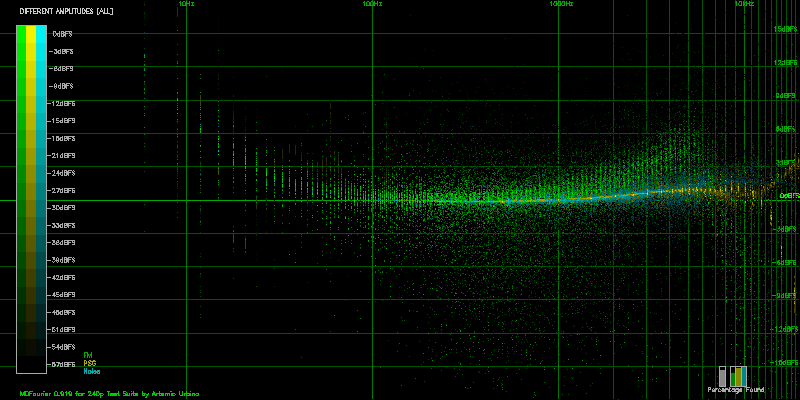 DIFFERENT AMPLITUDES [ALL]
10Hz
100Hz
1000Hz
10kHz
0dBFS
-3dBFS
-6dBFS
-9dBFS
-12dBFS
-15dBFS
-18dBFS
-21dBFS
-24dBFS
-27dBFS
-30dBFS
-33dBFS
-36dBFS
-39dBFS
-42dBFS
-45dBFS
-48dBFS
-51dBFS
-54dBFS
-57dBFS
15dBFS
12dBFS
9dBFS
6dBFS
3dBFS
0dBFS
-3dBFS
-6dBFS
-9dBFS
-12dBFS
-15dBFS
FM
PSG
Noise
Percentage Found
MDFourier 0.919 for 240p Test Suite by Artemio Urbina